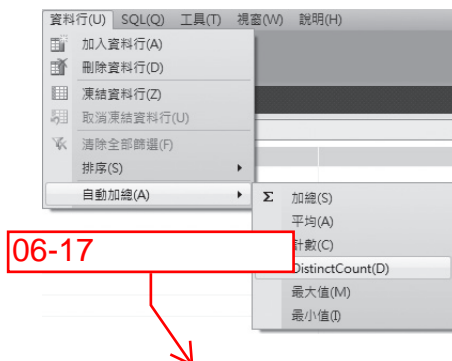 資料行(U) SQL(Q) 工具(T) 視窗(W) 說明(H)
加入資料行(A)
刪除資料行(D)
凍結資料行(Z)
取消凍結資料行(U)
清除全部篩選(F)
排序(S)
自動加總(A)
Σ 加總(S)
平均(A)
計數(C)
DistinctCount(D)
最大值(M)
最小值(I)
06-17